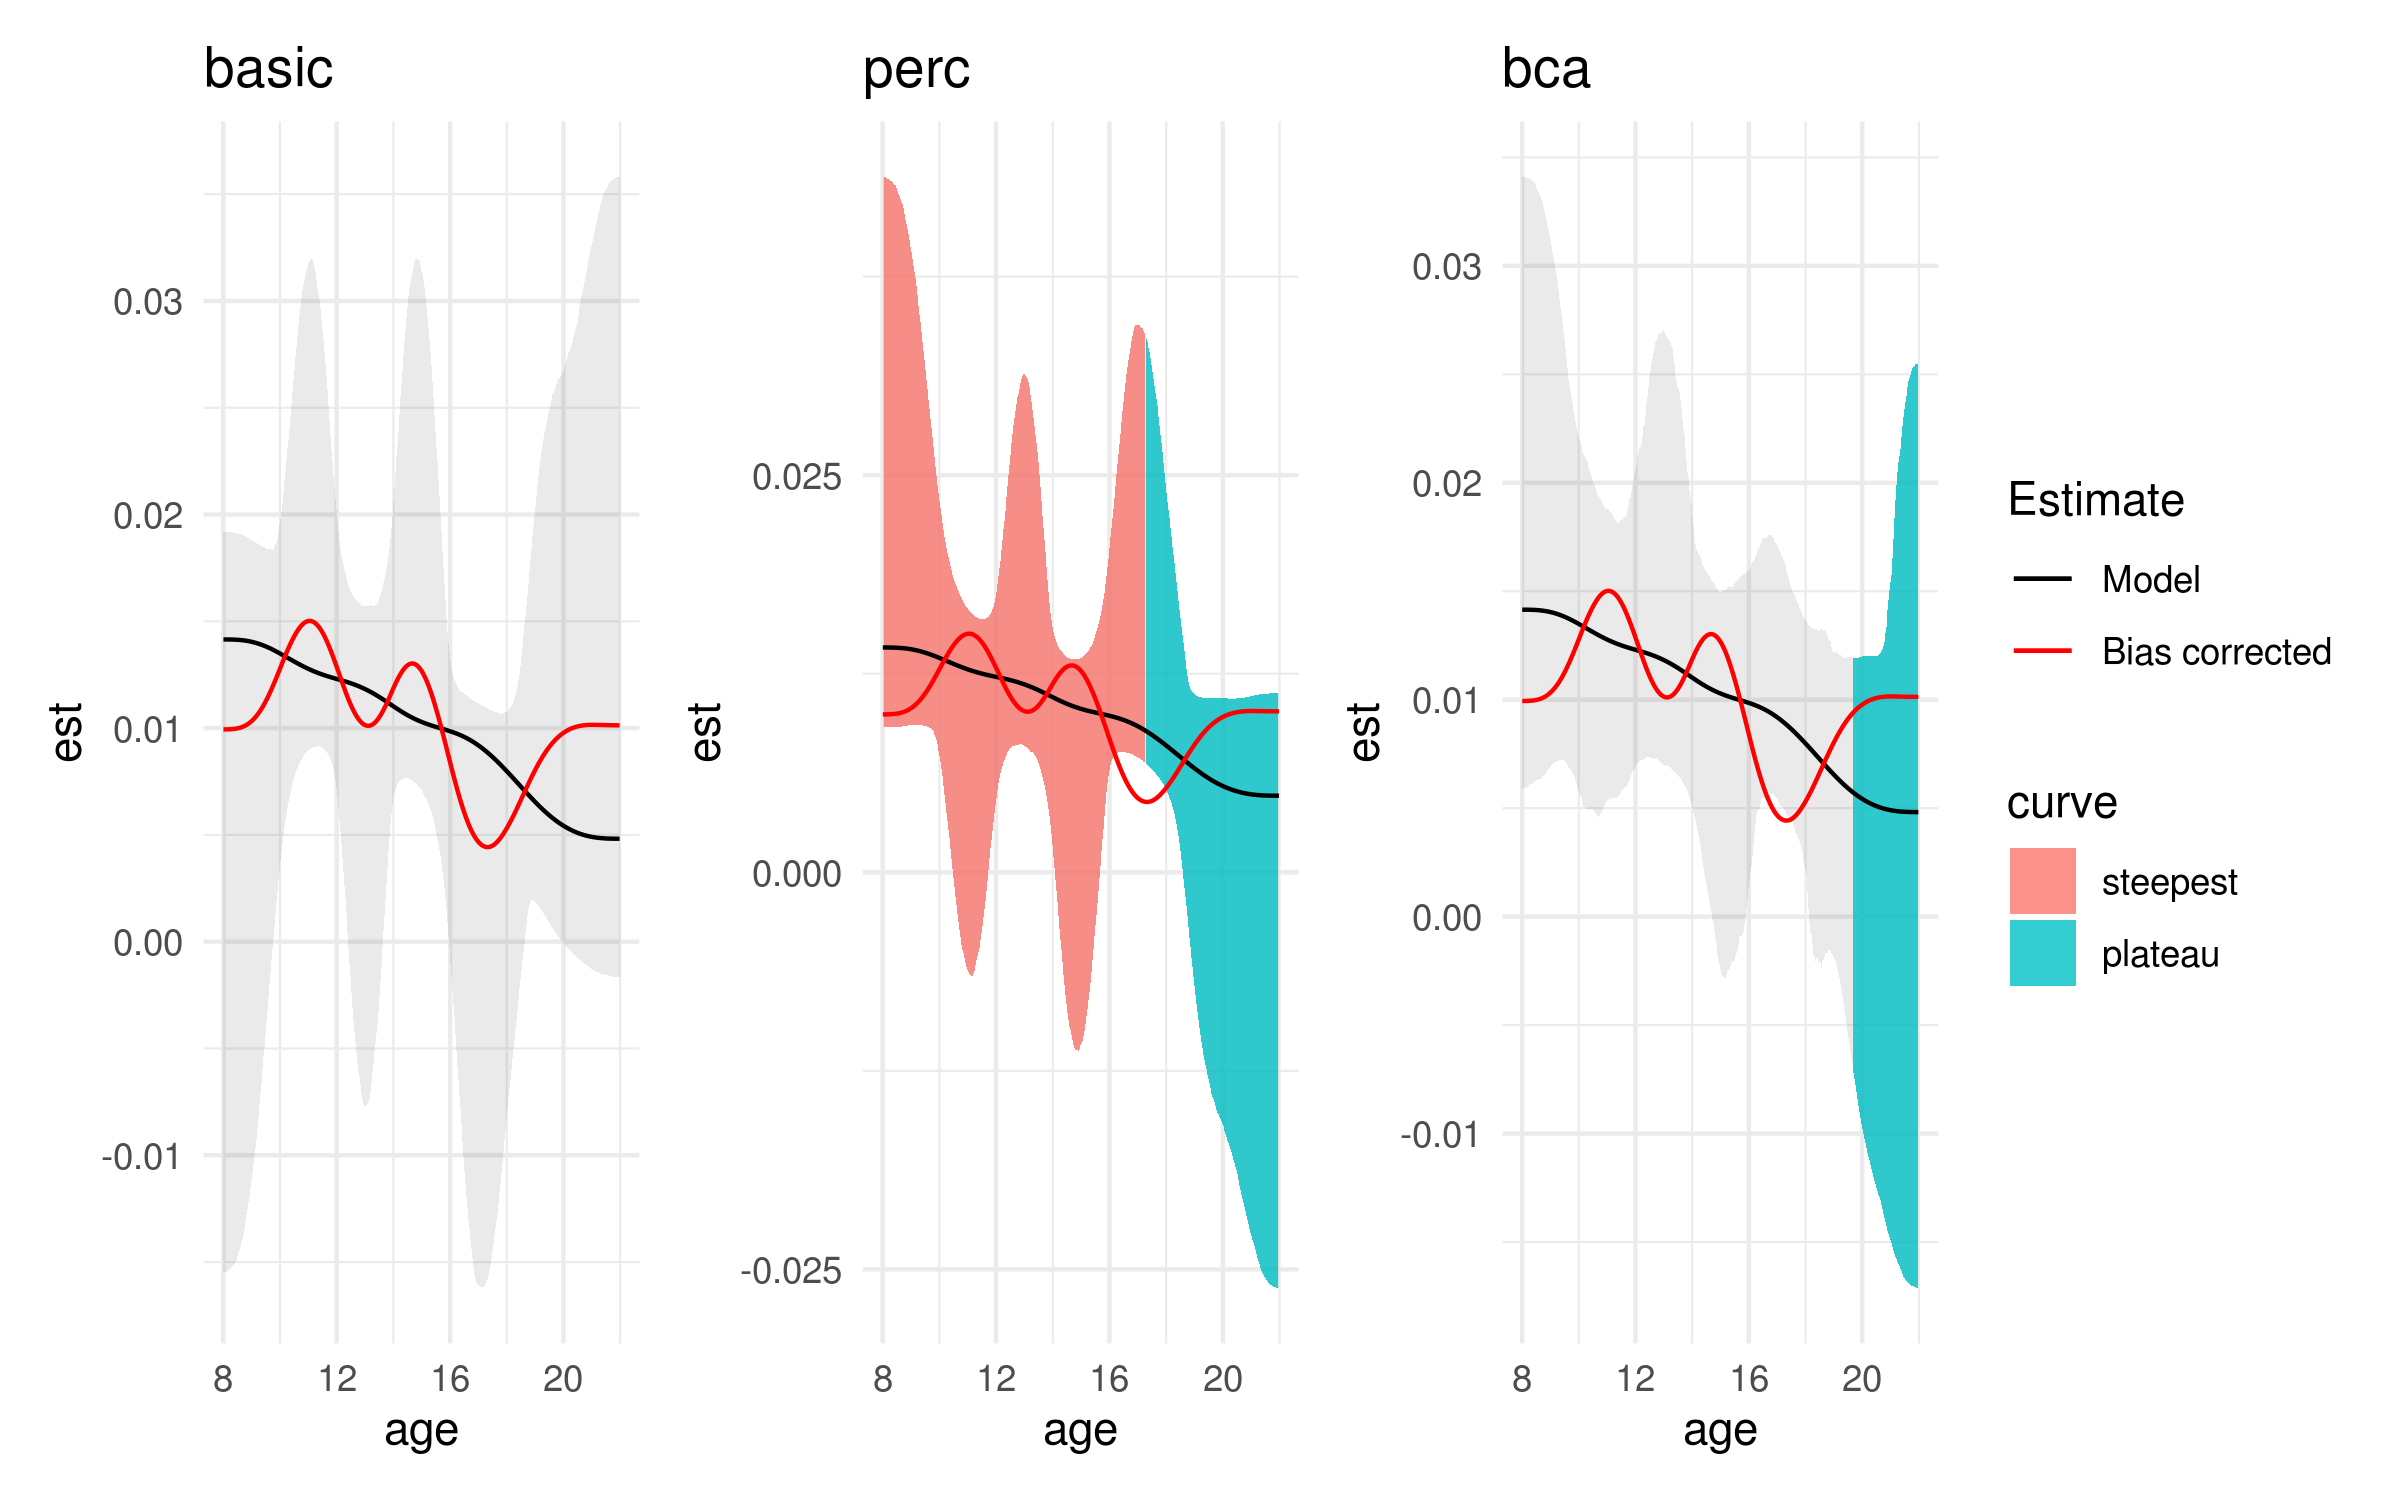 basic
perc
bca
0.03
0.02
0.01
0.00
-0.01
est
8 12 16 20
age
0.025
0.000
-0.025
est
8 12 16 20
age
0.03
0.02
0.01
0.00
-0.01
est
8 12 16 20
age
Estimate
Model
Bias corrected
curve
steepest
plateau